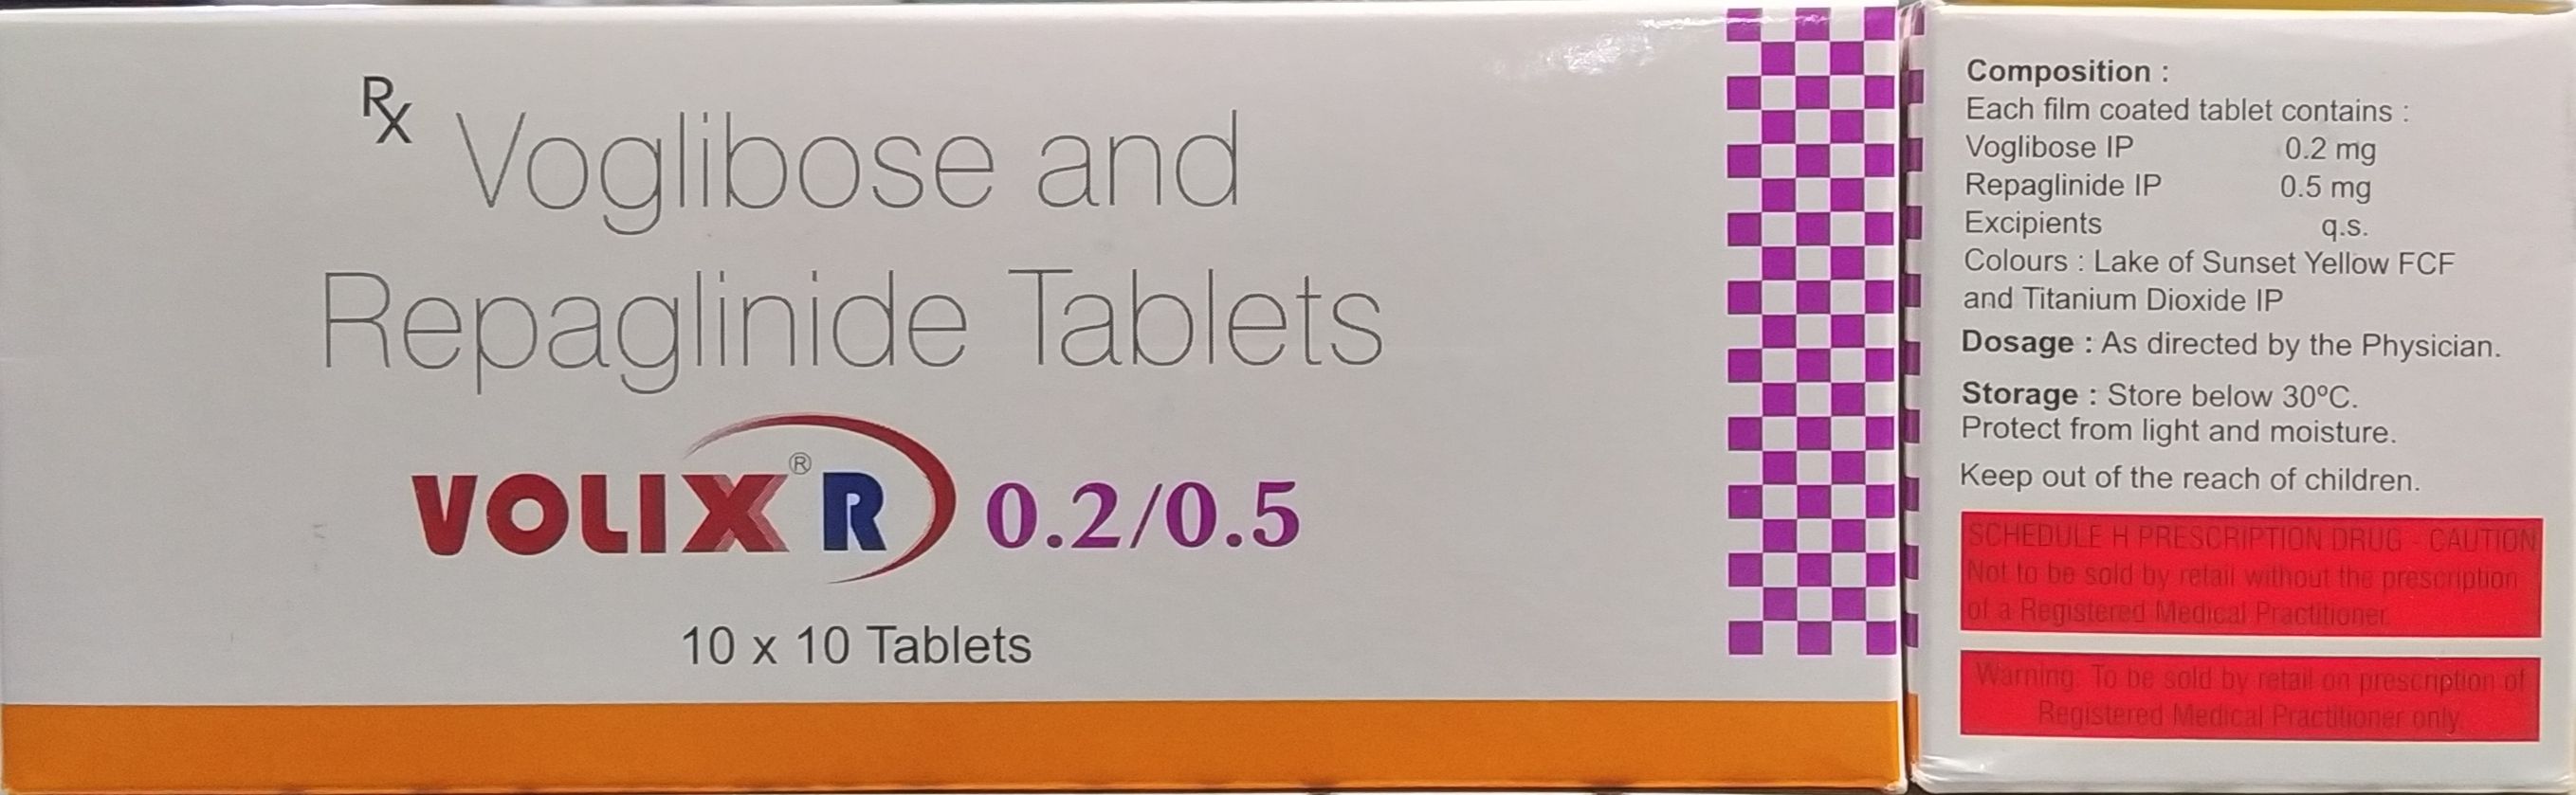 Rx Voglibose and
Repaglinide Tablets
VOLIX® R 0.2/0.5
10 x 10 Tablets
Composition :
Each film coated tablet contains :
Voglibose IP 0.2 mg
Repaglinide IP 0.5 mg
Excipients q.s.
Colours : Lake of Sunset Yellow FCF
and Titanium Dioxide IP
Dosage : As directed by the Physician.
Storage : Store below 30ºC.
Protect from light and moisture.
Keep out of the reach of children.
SCHEDULE H PRESCRIPTION DRUG - CAUTION
Not to be sold by retail without the prescription
of a Registered Medical Practitioner.
Warning: To be sold by retail on prescription of
Registered Medical Practitioner only.